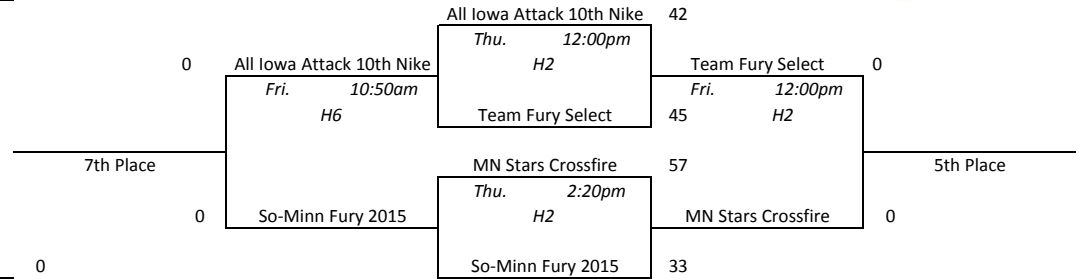 All Iowa Attack 10th Nike 42
Thu. 12:00pm
0 All Iowa Attack 10th Nike H2 Team Fury Select 0
Fri. 10:50am Fri. 12:00pm
H6 Team Fury Select 45 H2
7th Place MN Stars Crossfire 57 5th Place
Thu. 2:20pm
0 So-Minn Fury 2015 H2 MN Stars Crossfire 0
0 So-Minn Fury 2015 33